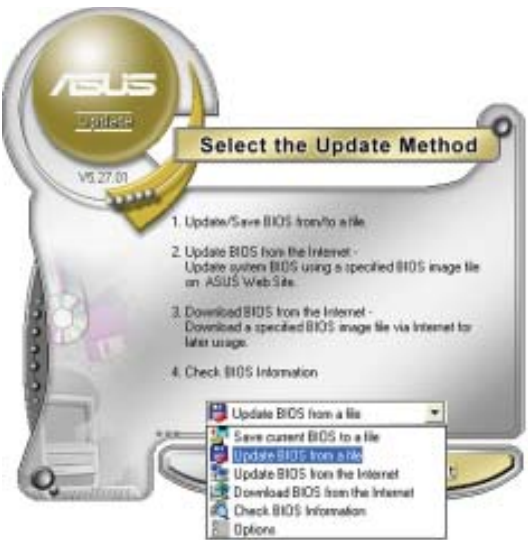 ASUS
Update
V5.27.01
Select the Update Method
1. Update/Save BIOS from/to a file.
2. Update BIOS from the Internet -
Update system BIOS using a specified BIOS image file
on ASUS Web Site.
3. Download BIOS from the Internet -
Download a specified BIOS image file via Internet for
later usage.
4. Check BIOS Information
Update BIOS from a file
Save current BIOS to a file
Update BIOS from a file
Update BIOS from the Internet
Download BIOS from the Internet
Check BIOS Information
Options